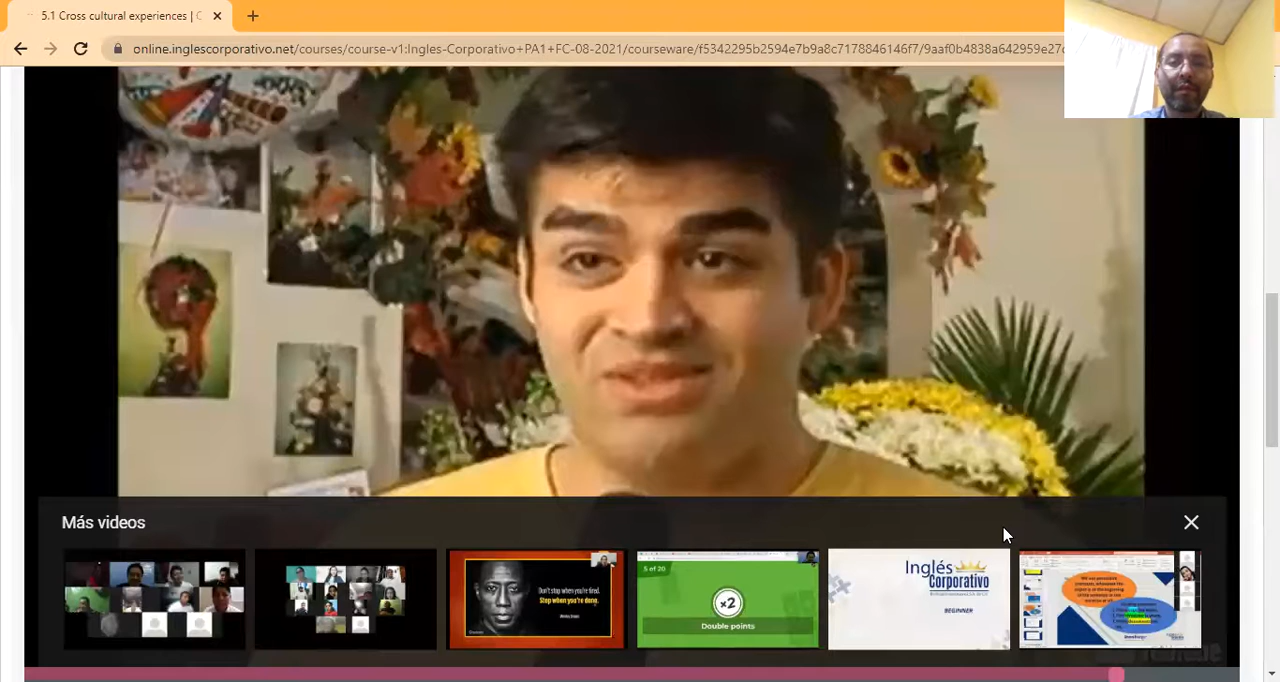 5.1 Cross cultural experiences | C
online.inglescorporativo.net/courses/course-v1:Ingles-Corporativo+PA1+FC-08-2021/courseware/f5342295b2594e7b9a8c7178846146f7/9aaf0b4838a642959e27c
Más videos
Don't stop when you're tired.
Stop when you're done.
5 of 20
×2
Double points
Inglés
Corporativo
BEGINNER